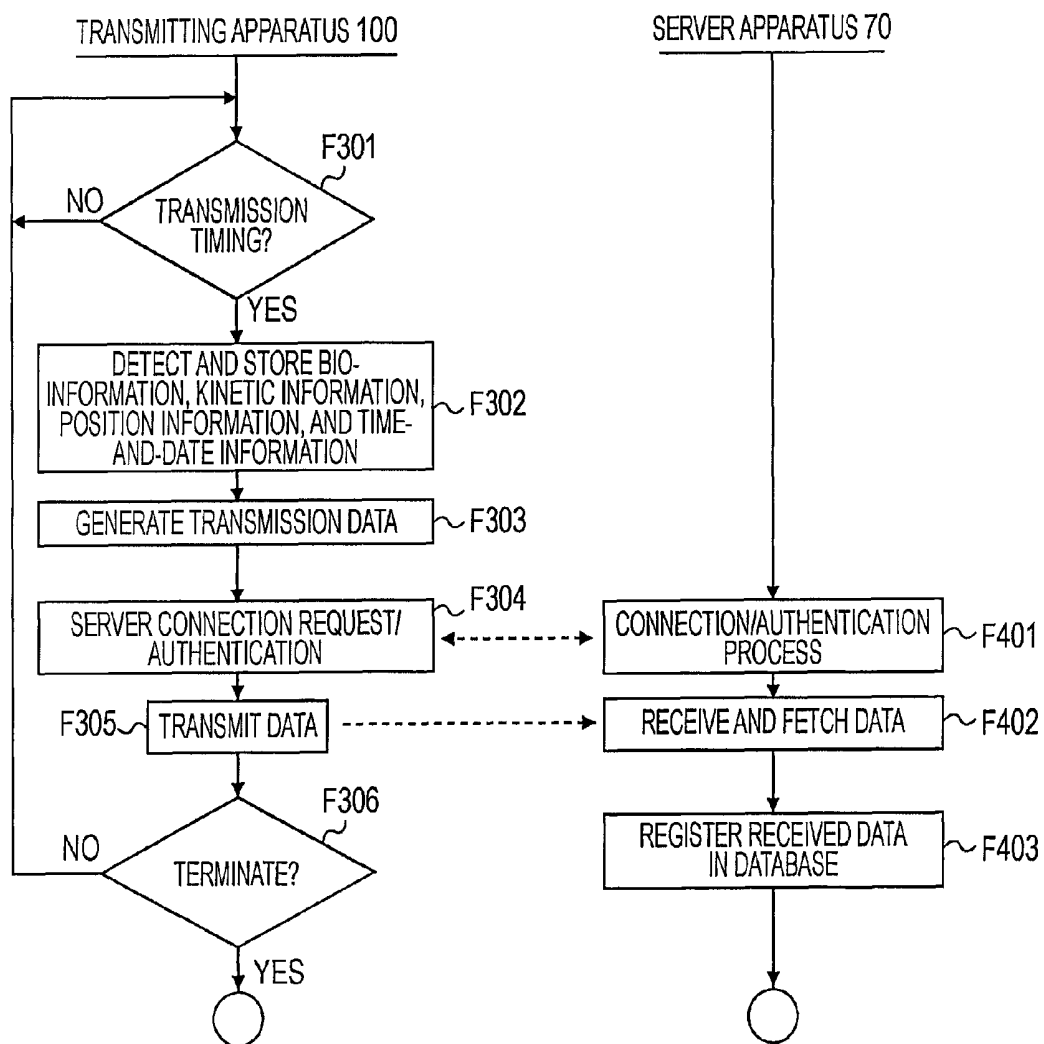 TRANSMITTING APPARATUS 100
SERVER APPARATUS 70
F301
NO
TRANSMISSION
TIMING?
YES
DETECT AND STORE BIO-
INFORMATION, KINETIC INFORMATION,
POSITION INFORMATION, AND TIME-
AND-DATE INFORMATION
F302
GENERATE TRANSMISSION DATA
F303
F304
SERVER CONNECTION REQUEST/
AUTHENTICATION
CONNECTION/AUTHENTICATION
PROCESS
F401
F305
TRANSMIT DATA
RECEIVE AND FETCH DATA
F402
F306
NO
TERMINATE?
REGISTER RECEIVED DATA
IN DATABASE
F403
YES